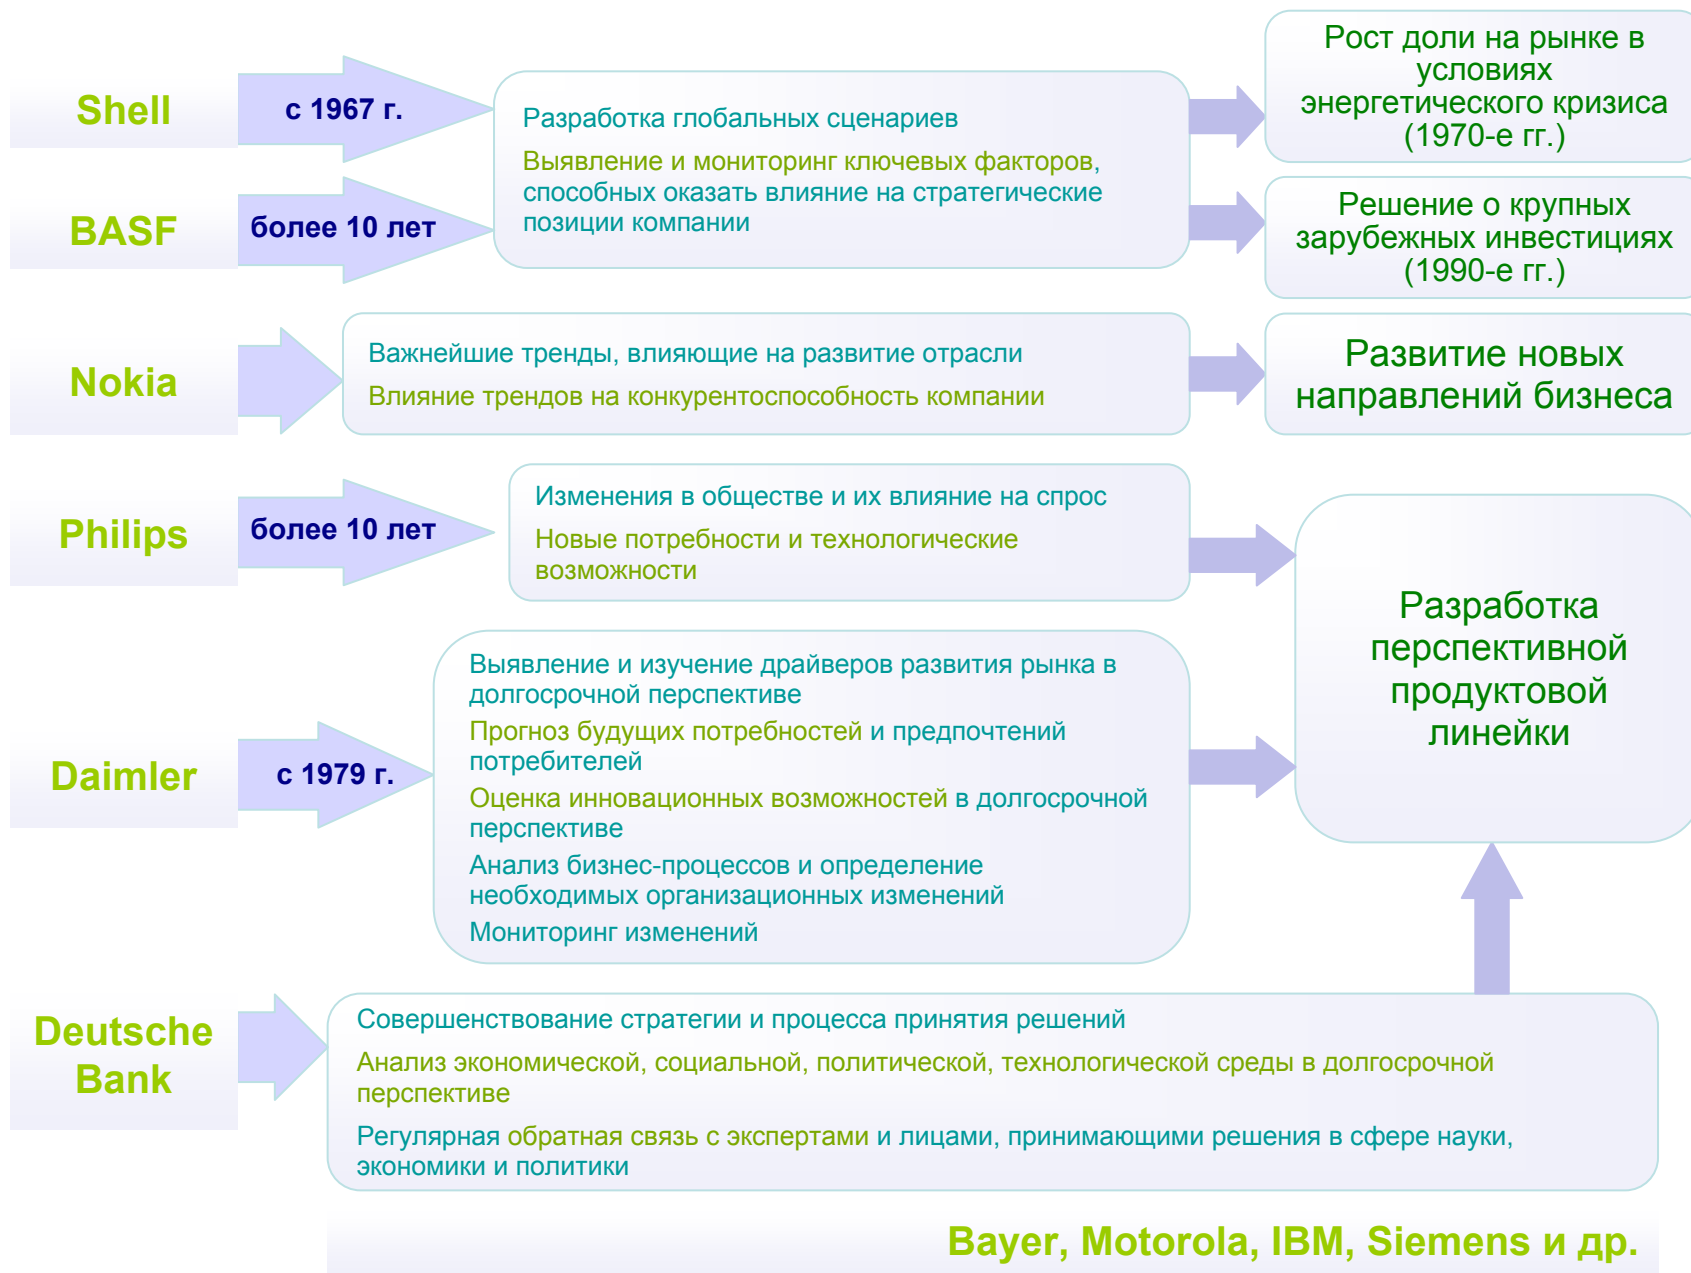 Shell
с 1967 г.
Разработка глобальных сценариев
Выявление и мониторинг ключевых факторов,
способных оказать влияние на стратегические
позиции компании
Рост доли на рынке в
условиях
энергетического кризиса
(1970-е гг.)
BASF
более 10 лет
Решение о крупных
зарубежных инвестициях
(1990-е гг.)
Nokia
Важнейшие тренды, влияющие на развитие отрасли
Влияние трендов на конкурентоспособность компании
Развитие новых
направлений бизнеса
Philips
более 10 лет
Изменения в обществе и их влияние на спрос
Новые потребности и технологические
возможности
Разработка
перспективной
продуктовой
линейки
Daimler
с 1979 г.
Выявление и изучение драйверов развития рынка в
долгосрочной перспективе
Прогноз будущих потребностей и предпочтений
потребителей
Оценка инновационных возможностей в долгосрочной
перспективе
Анализ бизнес-процессов и определение
необходимых организационных изменений
Мониторинг изменений
Deutsche
Bank
Совершенствование стратегии и процесса принятия решений
Анализ экономической, социальной, политической, технологической среды в долгосрочной
перспективе
Регулярная обратная связь с экспертами и лицами, принимающими решения в сфере науки,
экономики и политики
Bayer, Motorola, IBM, Siemens и др.